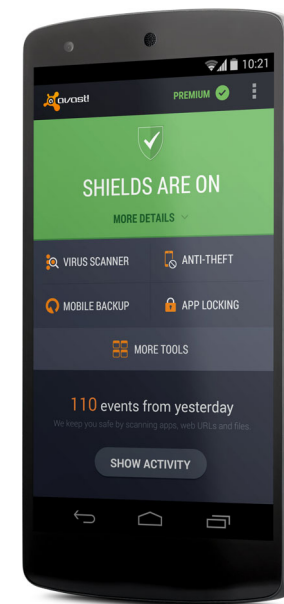 10:21
avast!
PREMIUM
SHIELDS ARE ON
MORE DETAILS
VIRUS SCANNER
ANTI-THEFT
MOBILE BACKUP
APP LOCKING
MORE TOOLS
110 events from yesterday
We keep you safe by scanning apps, web URLs and files.
SHOW ACTIVITY